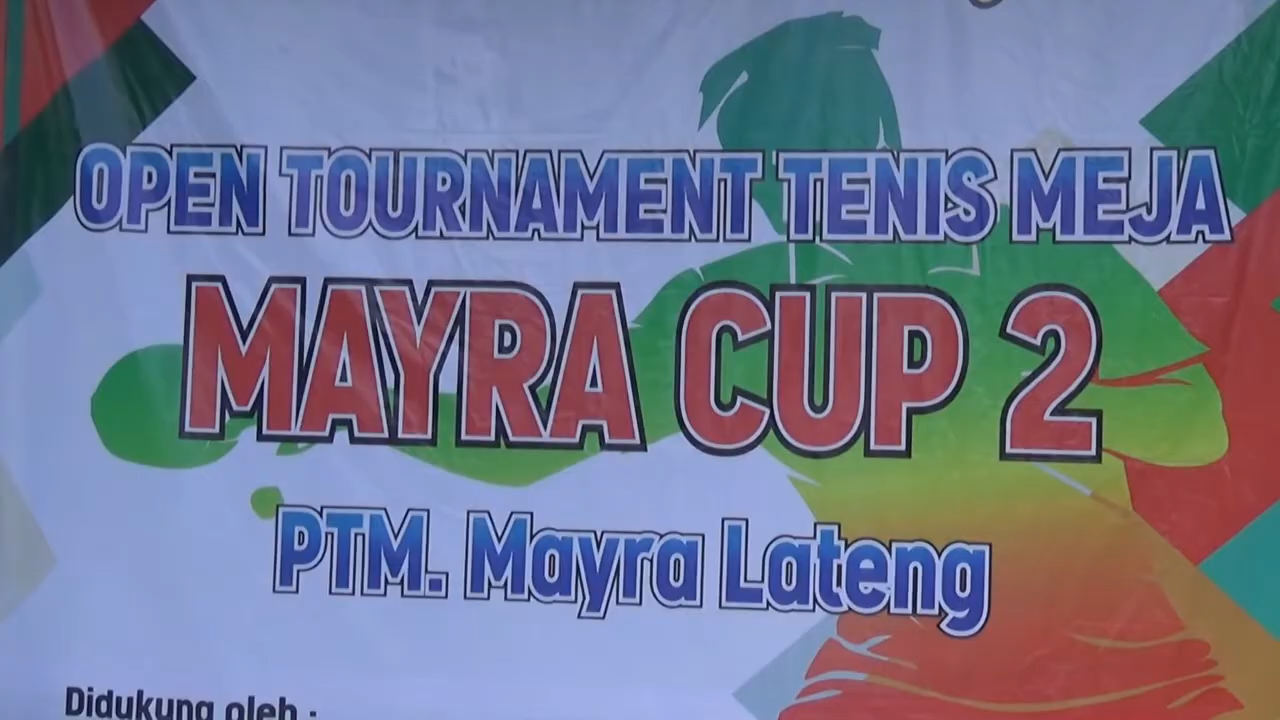 OPEN TOURNAMENT TENIS MEJA
MAYRA CUP 2
PTM. Mayra Lateng
Didukung oleh :